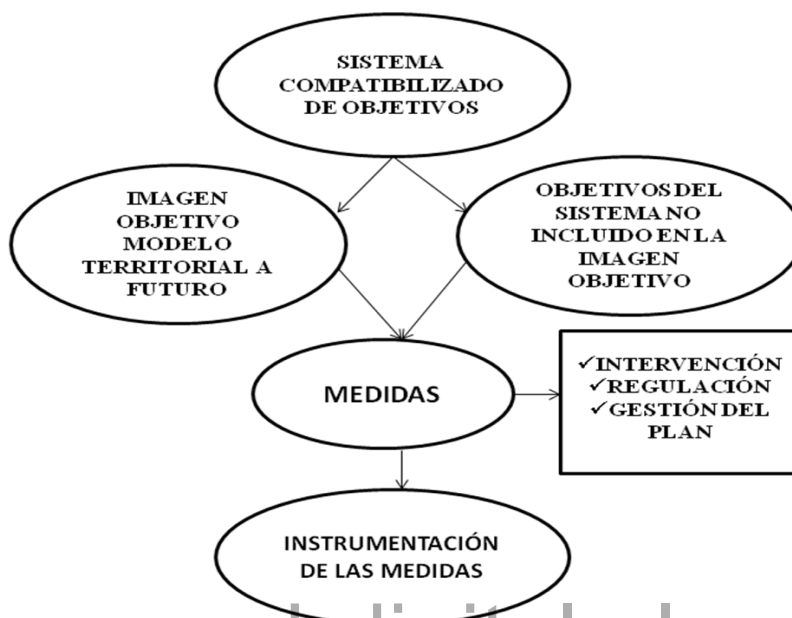 SISTEMA
COMPATIBILIZADO
DE OBJETIVOS
IMAGEN
OBJETIVO
MODELO
TERRITORIAL A
FUTURO
OBJETIVOS DEL
SISTEMA NO
INCLUIDO EN LA
IMAGEN
OBJETIVO
MEDIDAS
✓INTERVENCIÓN
✓REGULACIÓN
✓GESTIÓN DEL
PLAN
INSTRUMENTACIÓN
DE LAS MEDIDAS